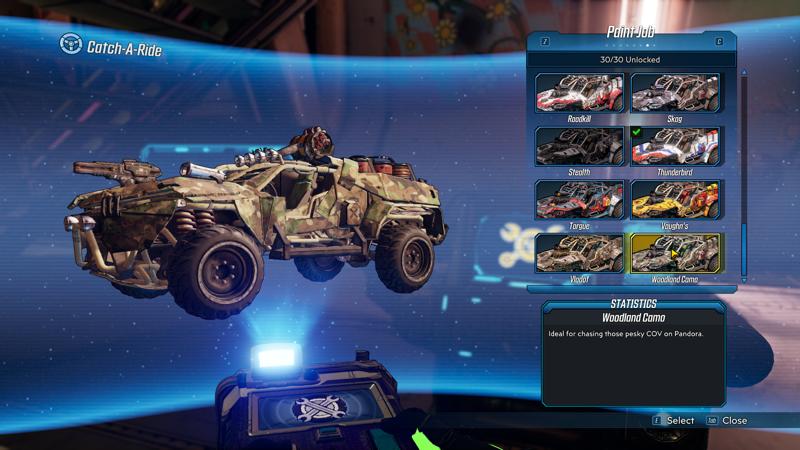 Catch-A-Ride
Paint Job
Z
C
30/30 Unlocked
Roadkill
Skag
Stealth
Thunderbird
Torgue
Vaughn's
Vladof
Woodland Camo
STATISTICS
Woodland Camo
Ideal for chasing those pesky COV on Pandora.
E Select
Tab Close